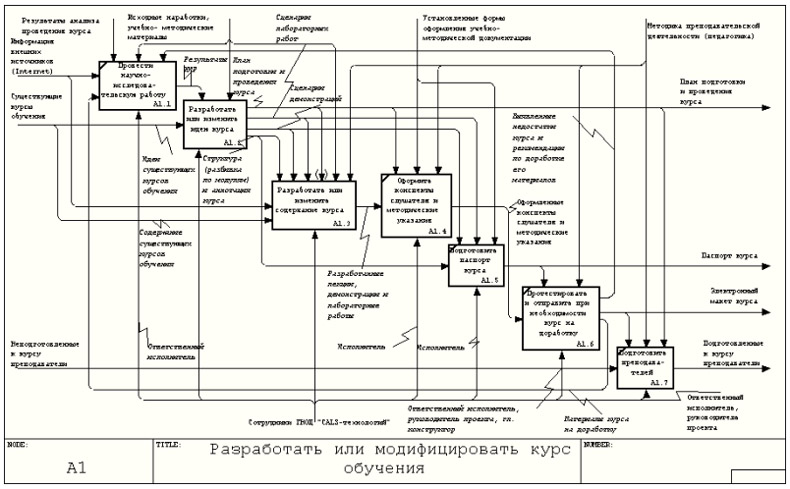 Результаты анализа
проведения курса
Исходные наработки,
учебно-методические
материалы
Сценарии
лабораторных
работ
Установленные формы
оформления учебно-
методической документации
Методика преподавательской
деятельности (педагогика)
Информация
внешних
источников
(Internet)
Провести
научно-
исследова-
тельскую работу
A1.1
Результаты
НИР
План
подготовки и
проведения
курса
Сценарии
демонстраций
План подготовки
и проведения
курса
Существующие
курсы
обучения
Разработать
или изменить
идеи курса
A1.2
Выявленные
недостатки
курса и
рекомендации
по доработке
его
материалов
Идеи
существующих
курсов
обучения
Структура
(разбивка
по модулям)
и аннотации
курса
Разработать или
изменить
содержание курса
A1.3
Оформить
конспекты
слушателя и
методические
указания
A1.4
Оформленные
конспекты
слушателя и
методические
указания
Содержание
существующих
курсов
обучения
Подготовить
паспорт
курса
A1.5
Паспорт курса
Разработанные
лекции,
демонстрации и
лабораторные
работы
Протестировать
и отправить при
необходимости
курс на
доработку
A1.6
Электронный
макет курса
Неподготовленные
к курсу
преподаватели
Ответственный
исполнитель
Исполнитель
Исполнитель
Подготовить
преподава-
телей
A1.7
Подготовленные
к курсу
преподаватели
Сотрудники ГНОЦ "CALS-технологий"
Ответственный исполнитель,
руководитель проекта, гл.
конструктор
Материалы курса
на доработку
Ответственный
исполнитель,
руководитель
проекта
NODE:
A1
TITLE:
Разработать или модифицировать курс
обучения
NUMBER: